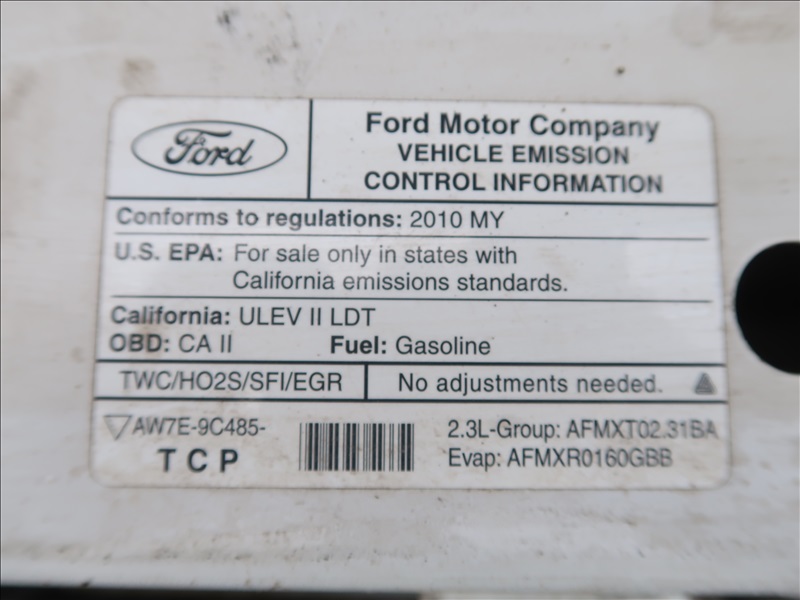 Ford
Ford Motor Company
VEHICLE EMISSION
CONTROL INFORMATION
Conforms to regulations: 2010 MY
U.S. EPA: For sale only in states with
California emissions standards.
California: ULEV II LDT
OBD: CA II Fuel: Gasoline
TWC/HO2S/SFI/EGR No adjustments needed.
AW7E-9C485-
TCP
2.3L-Group: AFMXT02.31BA
Evap: AFMXR0160GBB